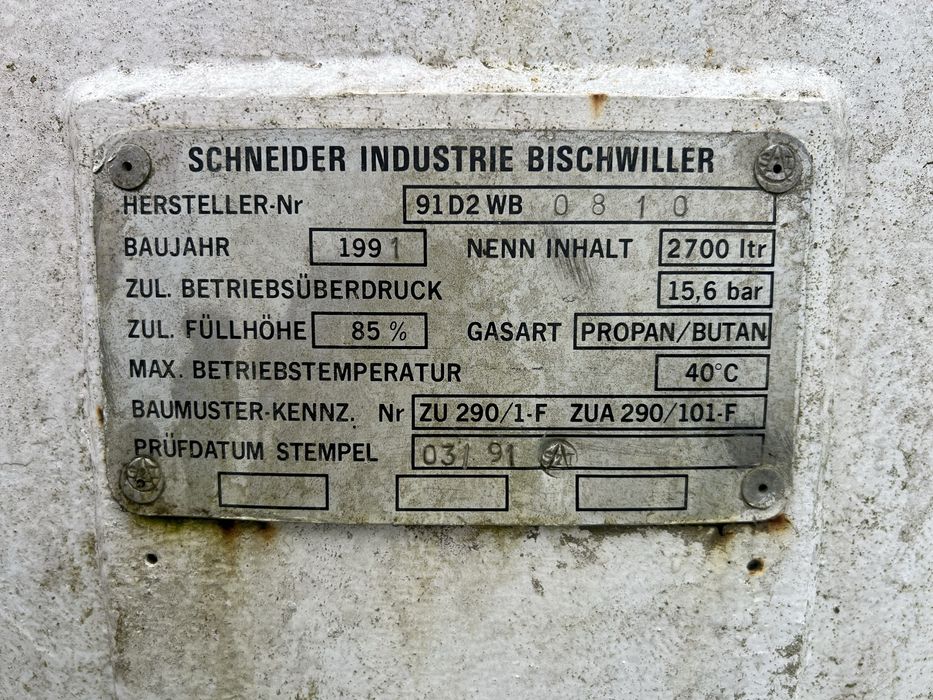 SCHNEIDER INDUSTRIE BISCHWILLER
HERSTELLER-Nr 91D2 WB 0810
BAUJAHR 1991 NENN INHALT 2700 ltr
ZUL. BETRIEBSÜBERDRUCK 15,6 bar
ZUL. FÜLLHÖHE 85% GASART PROPAN/BUTAN
MAX. BETRIEBSTEMPERATUR 40°C
BAUMUSTER-KENNZ. Nr ZU 290/1-F ZUA 290/101-F
PRÜFDATUM STEMPEL 03/91